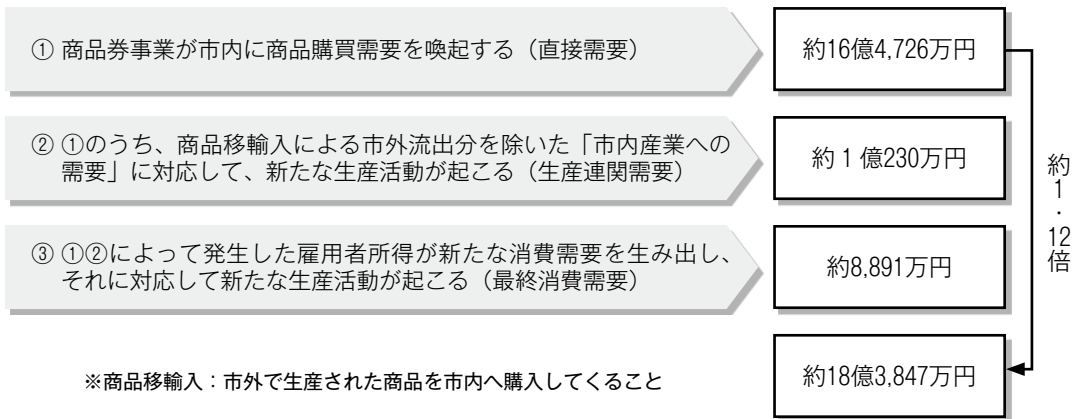 ① 商品券事業が市内に商品購買需要を喚起する（直接需要）
約16億4,726万円
② ①のうち、商品移輸入による市外流出分を除いた「市内産業への
需要」に対応して、新たな生産活動が起こる（生産連関需要）
約１億230万円
③ ①②によって発生した雇用者所得が新たな消費需要を生み出し、
それに対応して新たな生産活動が起こる（最終消費需要）
約8,891万円
約1・12倍
※商品移輸入：市外で生産された商品を市内へ購入してくること
約18億3,847万円